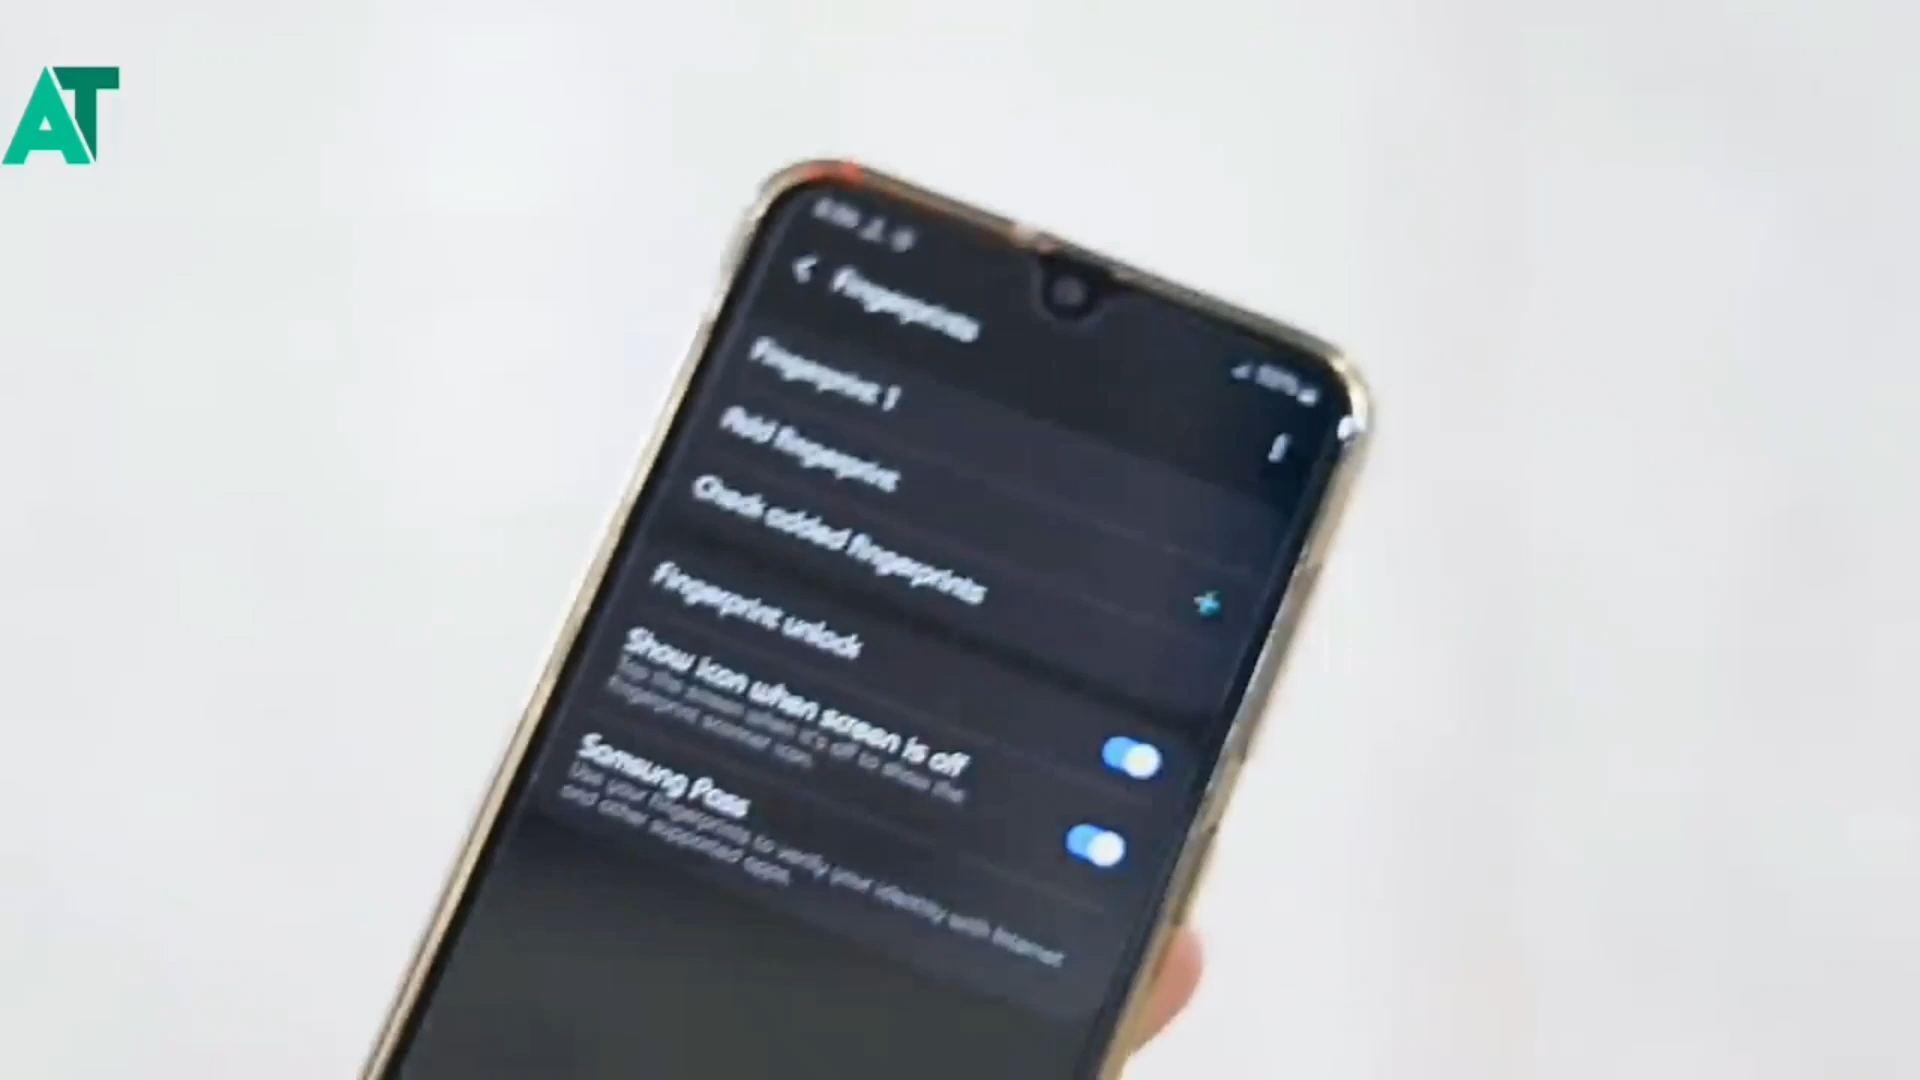 AT
Fingerprints
Fingerprint 1
Add fingerprint
Check added fingerprints
Fingerprint unlock
Show icon when screen is off
Tap the screen when it's off to show the
fingerprint scanner icon.
Samsung Pass
Use your fingerprints to verify your identity with Internet
and other supported apps.